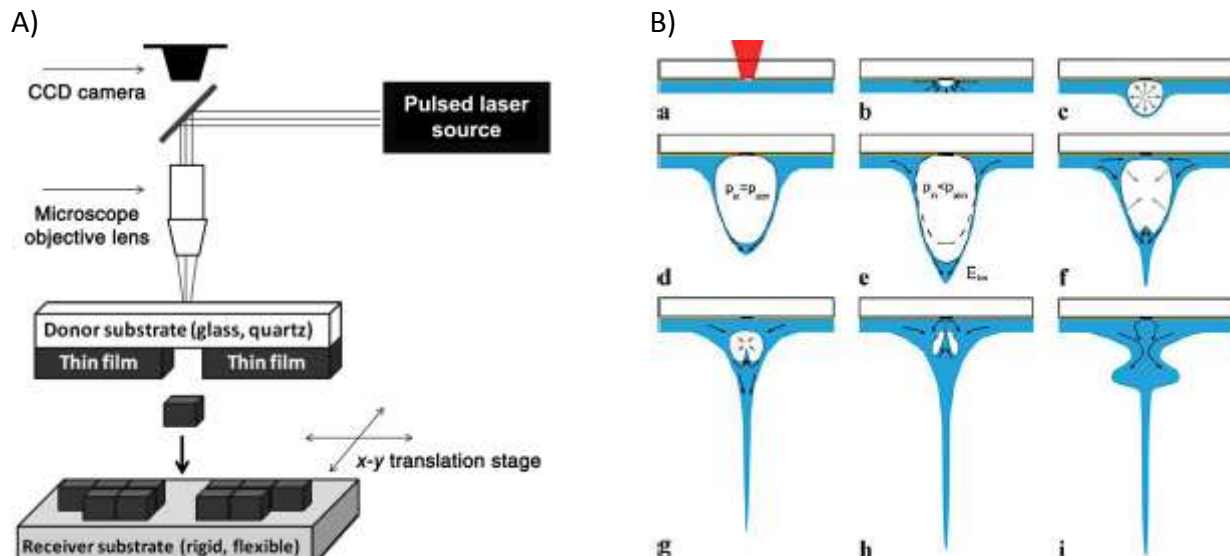 A)
CCD camera
Pulsed laser
source
Microscope
objective lens
Donor substrate (glass, quartz)
Thin film Thin film
x-y translation stage
Receiver substrate (rigid, flexible)
B)
a b c
d e f
g h i